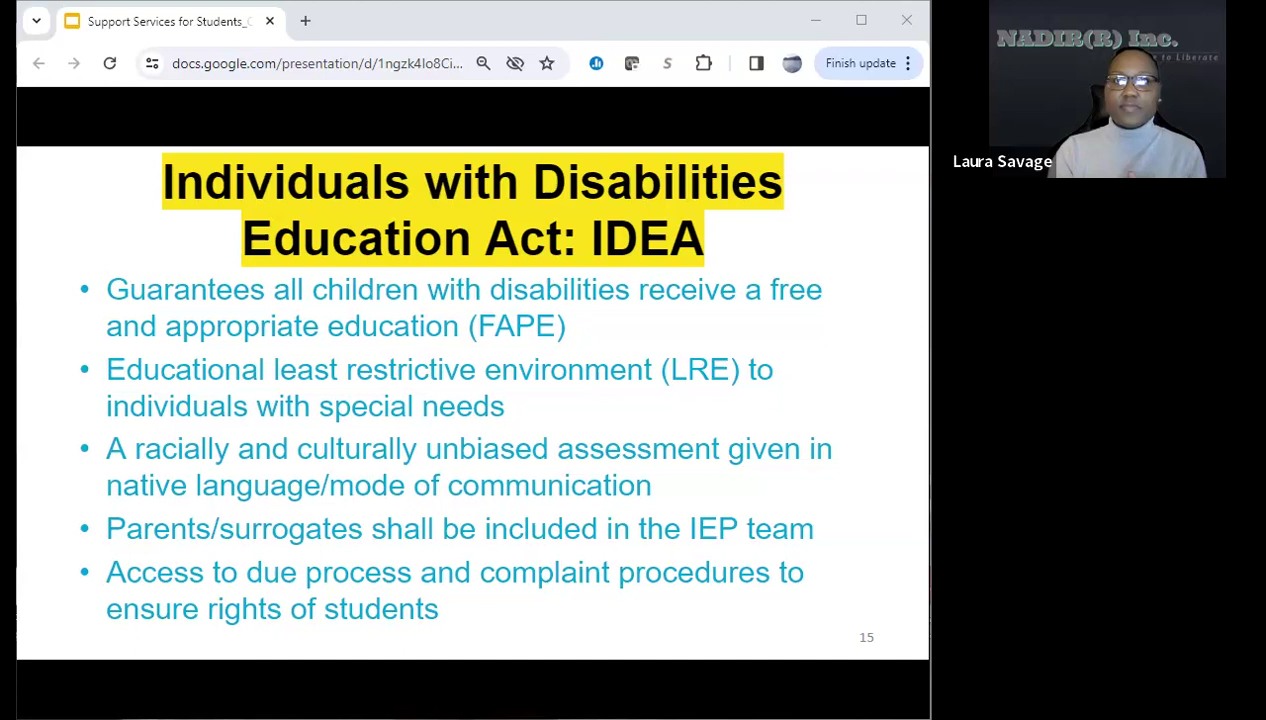 Support Services for Students_
docs.google.com/presentation/d/1ngzk4lo8Ci...
Finish update
NADIR(R) Inc.
to Liberate
Laura Savage
Individuals with Disabilities
Education Act: IDEA
• Guarantees all children with disabilities receive a free
and appropriate education (FAPE)
• Educational least restrictive environment (LRE) to
individuals with special needs
• A racially and culturally unbiased assessment given in
native language/mode of communication
• Parents/surrogates shall be included in the IEP team
• Access to due process and complaint procedures to
ensure rights of students
15